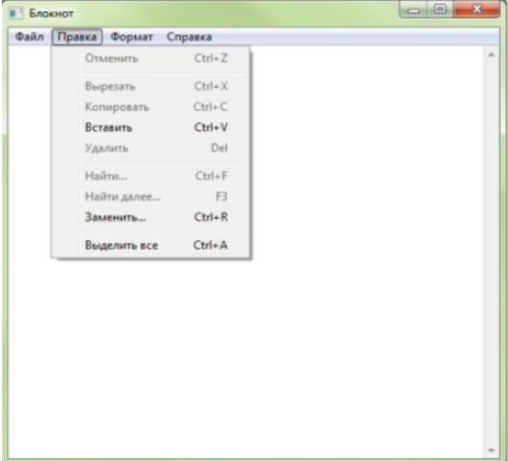 Блокнот
Файл Правка Формат Справка
Отменить Ctrl+Z
Вырезать Ctrl+X
Копировать Ctrl+C
Вставить Ctrl+V
Удалить Del
Найти... Ctrl+F
Найти далее... F3
Заменить... Ctrl+R
Выделить все Ctrl+A